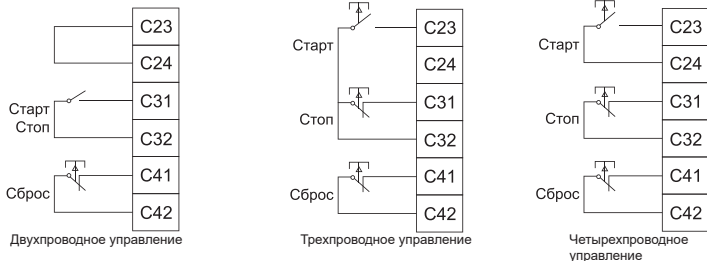 C23
C24
Старт
Стоп
C31
C32
Сброс
C41
C42
Двухпроводное управление
Старт
C23
C24
Стоп
C31
C32
Сброс
C41
C42
Трехпроводное управление
Старт
C23
C24
Стоп
C31
C32
Сброс
C41
C42
Четырехпроводное
управление